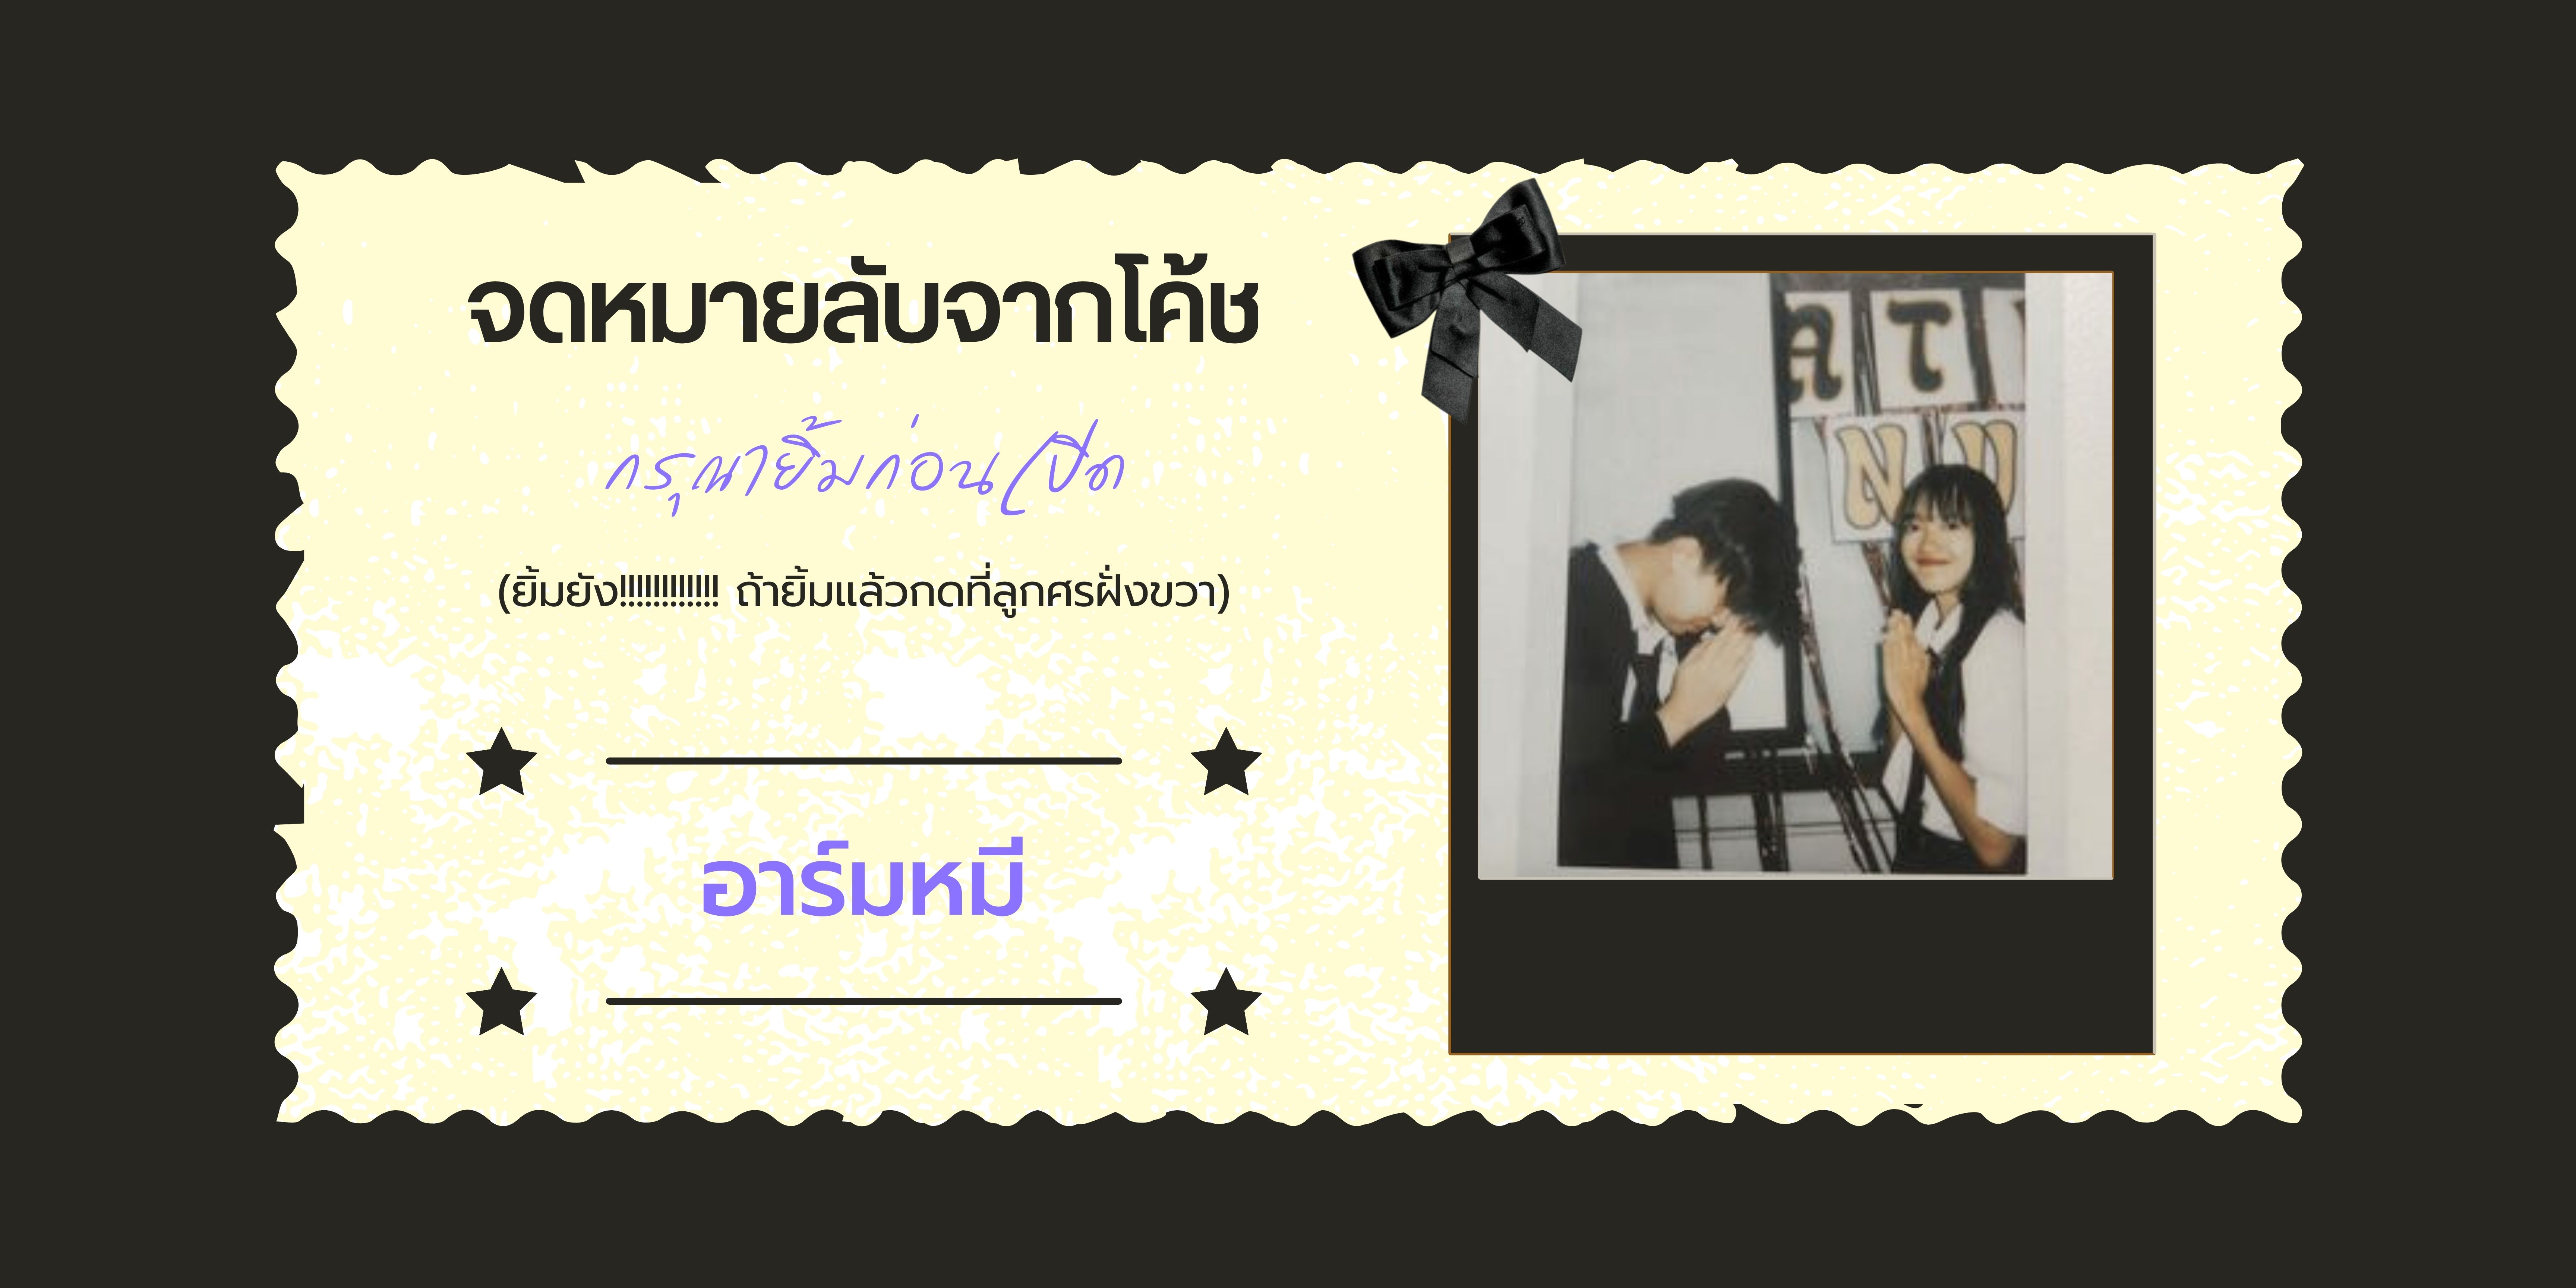 จดหมายลับจากโค้ช
กรุณายิ้มก่อนเปิด
(ยิ้มยัง!!!!!!!!!!!! ถ้ายิ้มแล้วกดที่ลูกศรฝั่งขวา)
อาร์มหมี
AT
N